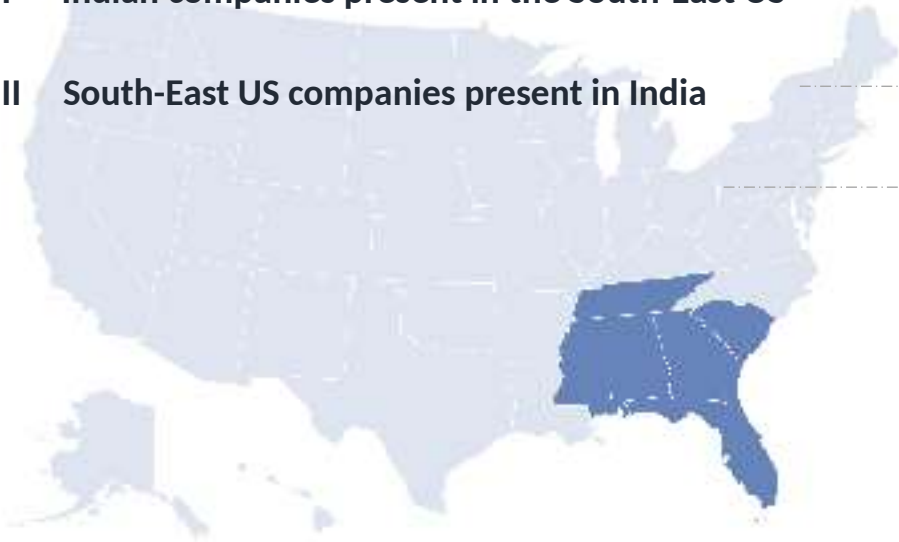 I Indian companies present in the South-East US
II South-East US companies present in India